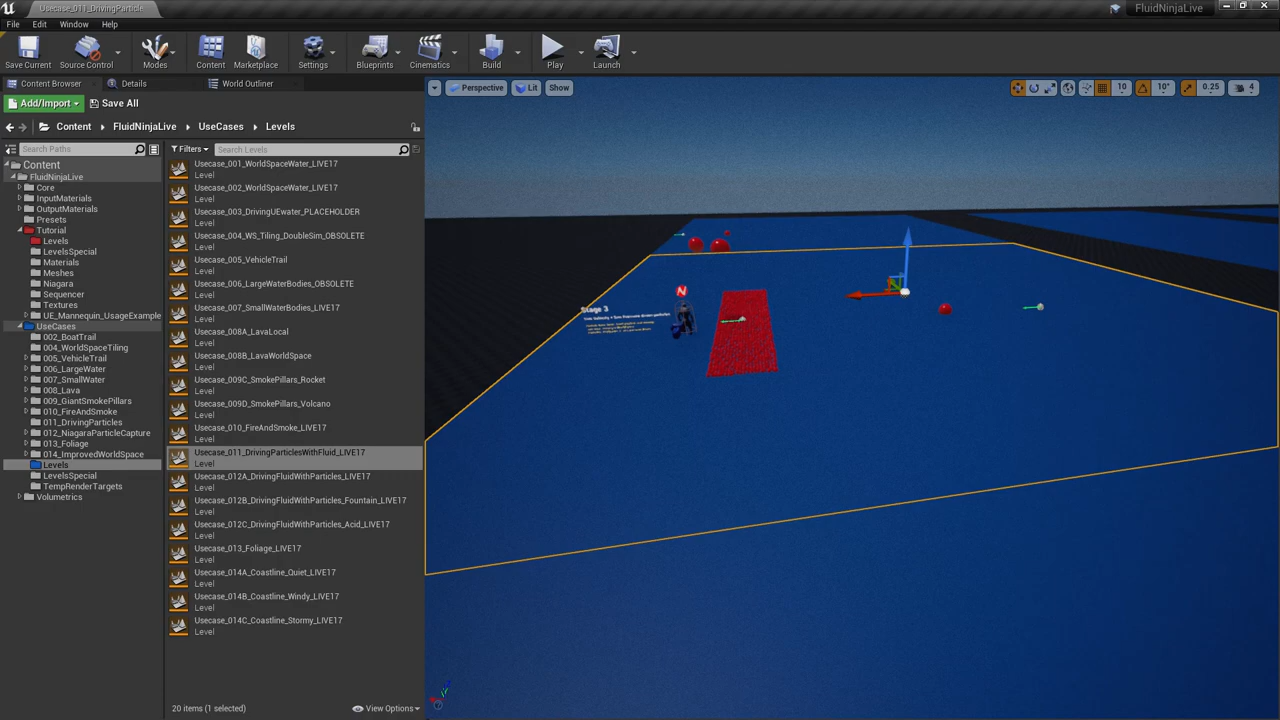 Usecase_011_DrivingParticle
FluidNinjaLive
File Edit Window Help
Save Current Source Control Modes Content Marketplace Settings Blueprints Cinematics Build Play Launch
Content Browser Details World Outliner
Add/Import Save All
Content FluidNinjaLive UseCases Levels
Search Paths
Filters Search Levels
Content
FluidNinjaLive
Core
InputMaterials
OutputMaterials
Presets
Tutorial
Levels
LevelsSpecial
Materials
Meshes
Niagara
Sequencer
Textures
UE_Mannequin_UsageExample
UseCases
002_BoatTrail
004_WorldSpaceTiling
005_VehicleTrail
006_LargeWater
007_SmallWater
008_Lava
009_GiantSmokePillars
010_FireAndSmoke
011_DrivingParticles
012_NiagaraParticleCapture
013_Foliage
014_ImprovedWorldSpace
Levels
LevelsSpecial
TempRenderTargets
Volumetrics
Usecase_001_WorldSpaceWater_LIVE17
Level
Usecase_002_WorldSpaceWater_LIVE17
Level
Usecase_003_DrivingUEwater_PLACEHOLDER
Level
Usecase_004_WS_Tiling_DoubleSim_OBSOLETE
Level
Usecase_005_VehicleTrail
Level
Usecase_006_LargeWaterBodies_OBSOLETE
Level
Usecase_007_SmallWaterBodies_LIVE17
Level
Usecase_008A_LavaLocal
Level
Usecase_008B_LavaWorldSpace
Level
Usecase_009C_SmokePillars_Rocket
Level
Usecase_009D_SmokePillars_Volcano
Level
Usecase_010_FireAndSmoke_LIVE17
Level
Usecase_011_DrivingParticlesWithFluid_LIVE17
Level
Usecase_012A_DrivingFluidWithParticles_LIVE17
Level
Usecase_012B_DrivingFluidWithParticles_Fountain_LIVE17
Level
Usecase_012C_DrivingFluidWithParticles_Acid_LIVE17
Level
Usecase_013_Foliage_LIVE17
Level
Usecase_014A_Coastline_Quiet_LIVE17
Level
Usecase_014B_Coastline_Windy_LIVE17
Level
Usecase_014C_Coastline_Stormy_LIVE17
Level
20 items (1 selected) View Options
Perspective Lit Show
10 10° 0.25 4
N
Stage 3